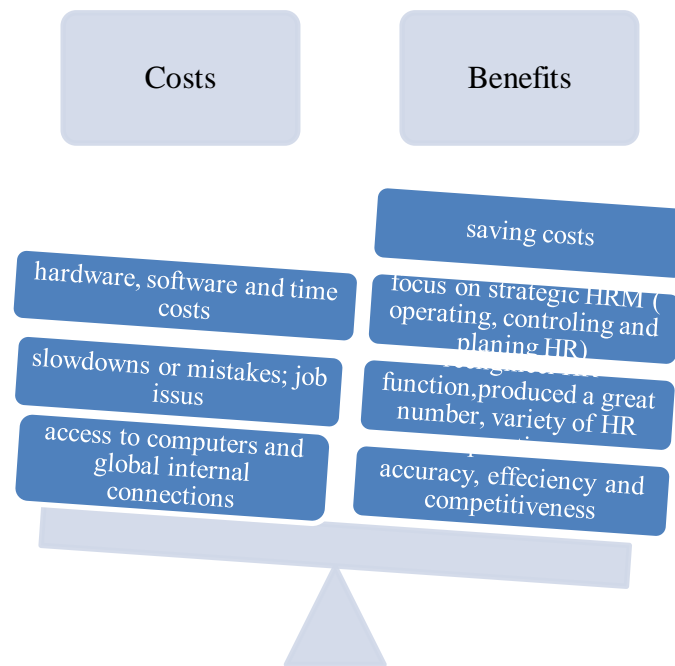 Costs
Benefits
hardware, software and time
costs
slowdowns or mistakes; job
issus
access to computers and
global internal
connections
saving costs
focus on strategic HRM (
operating, controling and
planing HR)
function,produced a great
number, variety of HR
accuracy, effeciency and
competitiveness